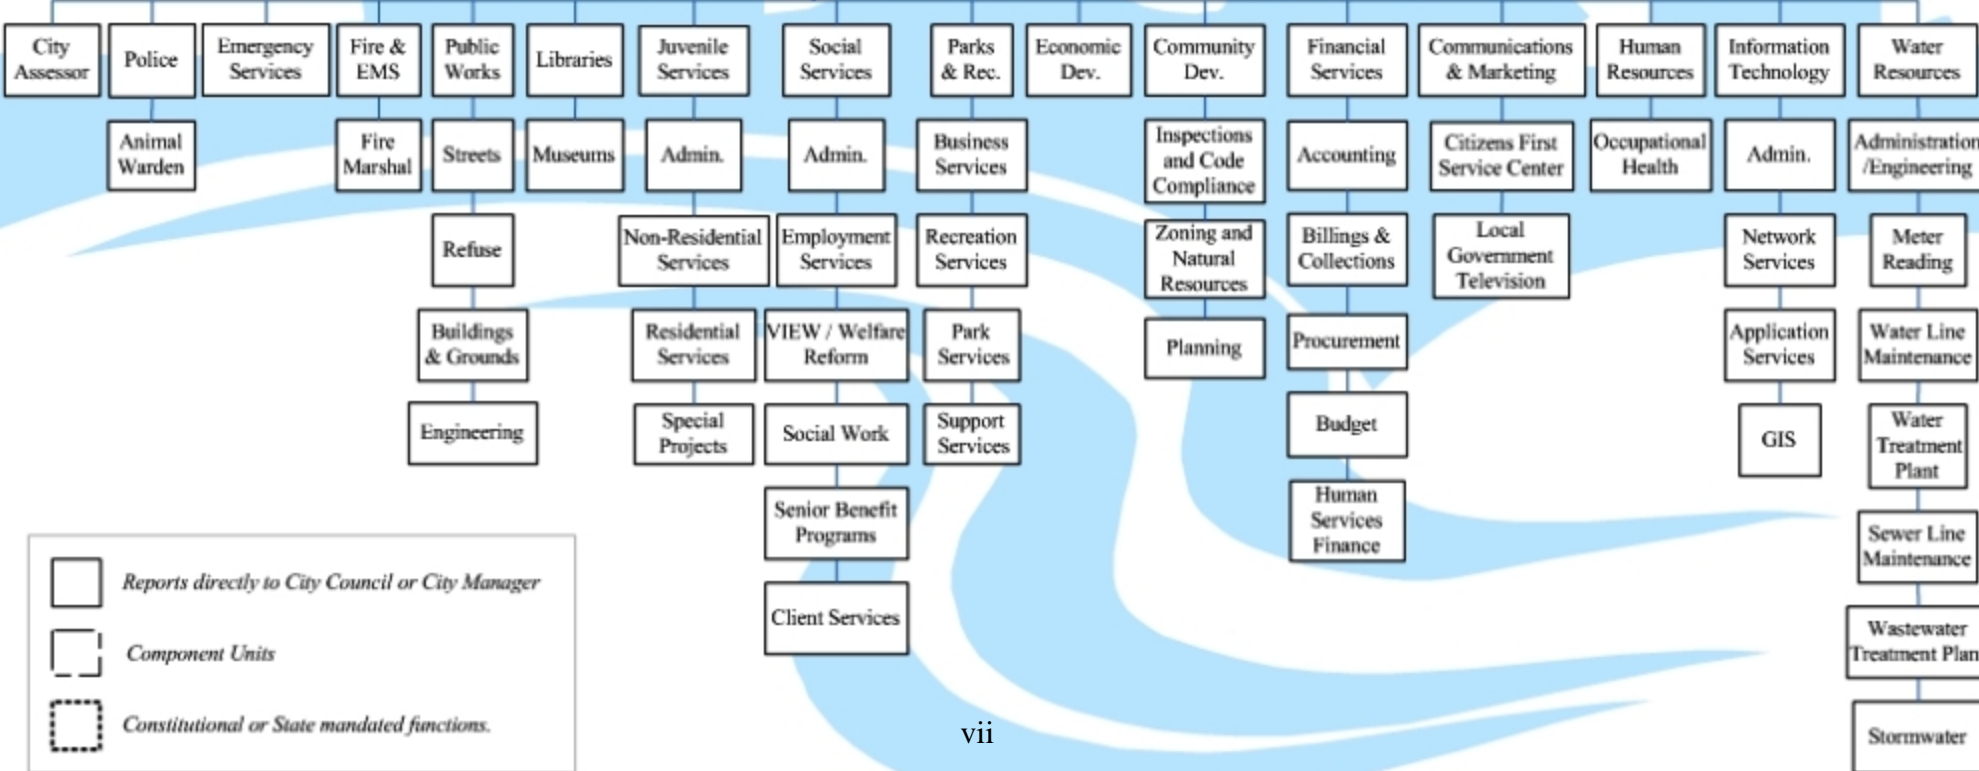 City
Assessor
Police
Emergency
Services
Fire &
EMS
Public
Works
Libraries
Juvenile
Services
Social
Services
Parks
& Rec.
Economic
Dev.
Community
Dev.
Financial
Services
Communications
& Marketing
Human
Resources
Information
Technology
Water
Resources
Animal
Warden
Fire
Marshal
Streets
Museums
Admin.
Admin.
Business
Services
Inspections
and Code
Compliance
Accounting
Citizens First
Service Center
Occupational
Health
Admin.
Administration
/Engineering
Refuse
Non-Residential
Services
Employment
Services
Recreation
Services
Zoning and
Natural
Resources
Billings &
Collections
Local
Government
Television
Network
Services
Meter
Reading
Buildings
& Grounds
Residential
Services
VIEW / Welfare
Reform
Park
Services
Planning
Procurement
Application
Services
Water Line
Maintenance
Engineering
Special
Projects
Social Work
Support
Services
Budget
GIS
Water
Treatment
Plant
Senior Benefit
Programs
Human
Services
Finance
Sewer Line
Maintenance
Client Services
Wastewater
Treatment Plan
Stormwater
Reports directly to City Council or City Manager
Component Units
Constitutional or State mandated functions.
vii